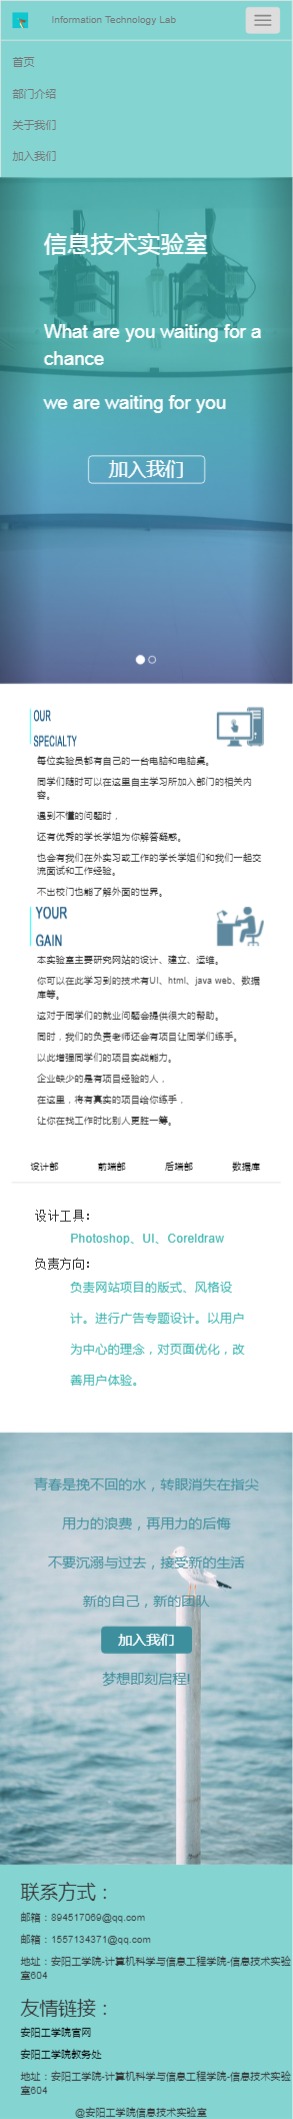 Information Technology Lab
首页
部门介绍
关于我们
加入我们
信息技术实验室
What are you waiting for a
chance
we are waiting for you
加入我们
OUR
SPECIALTY
每位实验员都有自己的一台电脑和电脑桌。
同学们随时可以在这里自主学习所加入部门的相关内
容。
遇到不懂的问题时，
还有优秀的学长学姐为你解答疑惑。
也会有我们在外实习或工作的学长学姐们和我们一起交
流面试和工作经验。
不出校门也能了解外面的世界。
YOUR
GAIN
本实验室主要研究网站的设计、建立、运维。
你可以在此学习到的技术有UI、html、java web、数据
库等。
这对于同学们的就业问题会提供很大的帮助。
同时，我们的负责老师还会有项目让同学们练手。
以此增强同学们的项目实战能力。
企业缺少的是有项目经验的人，
在这里，将有真实的项目给你练手，
让你在找工作时比别人更胜一筹。
设计部 前端部 后端部 数据库
设计工具：
Photoshop、UI、Coreldraw
负责方向：
负责网站项目的版式、风格设
计。进行广告专题设计。以用户
为中心的理念，对页面优化，改
善用户体验。
青春是挽不回的水，转眼消失在指尖
用力的浪费，再用力的后悔
不要沉溺与过去，接受新的生活
新的自己，新的团队
加入我们
梦想即刻启程!
联系方式：
邮箱：894517069@qq.com
邮箱：1557134371@qq.com
地址：安阳工学院-计算机科学与信息工程学院-信息技术实验
室604
友情链接：
安阳工学院官网
安阳工学院教务处
地址：安阳工学院-计算机科学与信息工程学院-信息技术实验
室604
@安阳工学院信息技术实验室